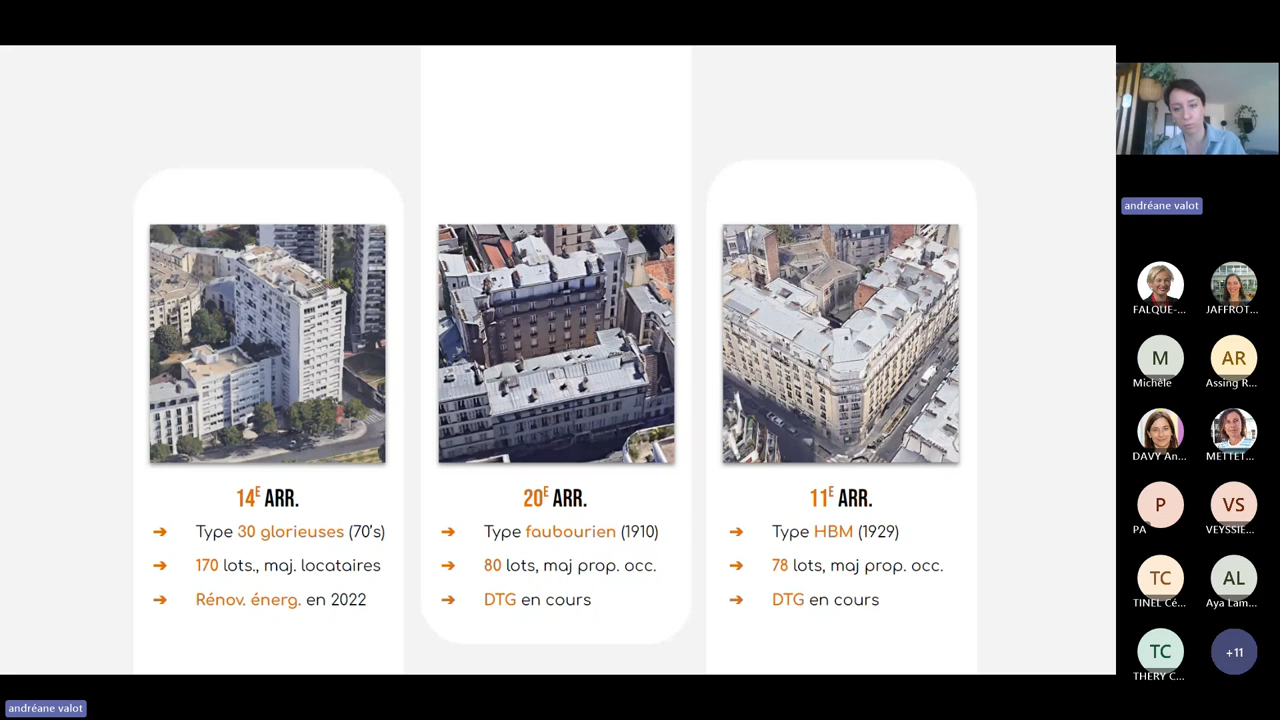 14E ARR.
➔ Type 30 glorieuses (70's)
➔ 170 lots., maj. locataires
➔ Rénov. énerg. en 2022
20E ARR.
➔ Type faubourien (1910)
➔ 80 lots, maj prop. occ.
➔ DTG en cours
11E ARR.
➔ Type HBM (1929)
➔ 78 lots, maj prop. occ.
➔ DTG en cours
andréane valot
FALQUE-...
JAFFROT...
M
Michèle
AR
Assing R...
DAVY An...
METTET...
P
PA
VS
VEYSSIE...
TC
TINEL Cé...
AL
Aya Lam...
TC
THERY C...
+11
andréane valot